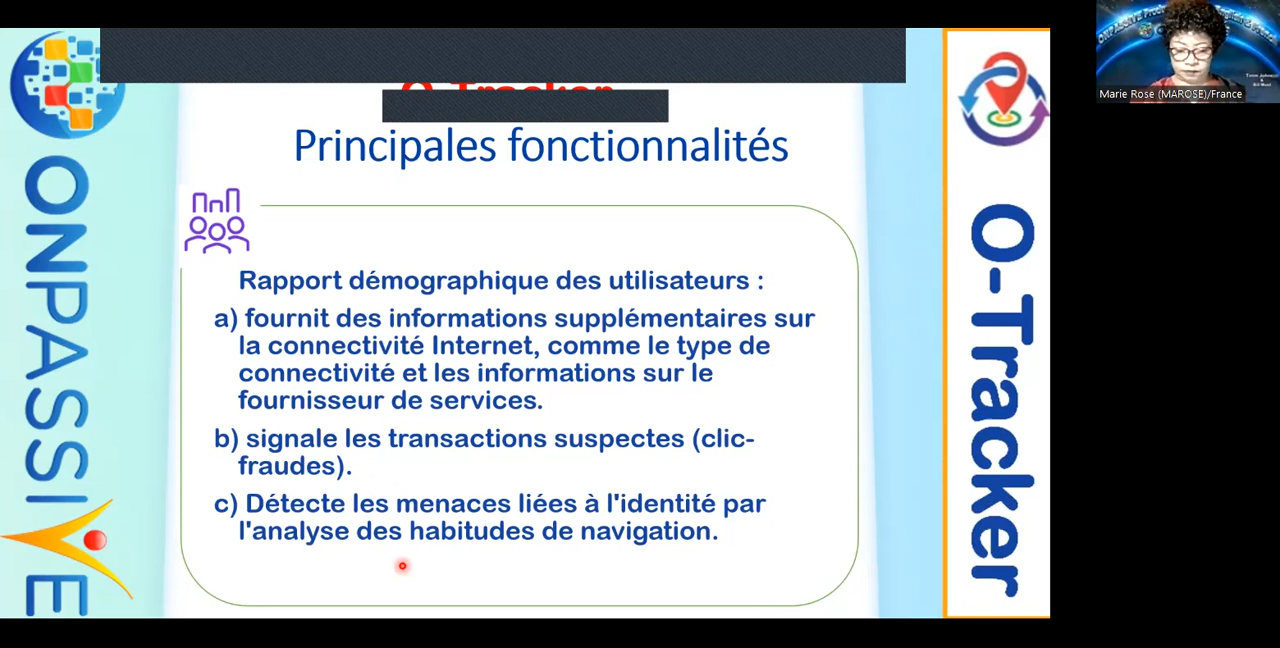 ONPASSIVE
O-Tracker
Principales fonctionnalités
Rapport démographique des utilisateurs :
a) fournit des informations supplémentaires sur
la connectivité Internet, comme le type de
connectivité et les informations sur le
fournisseur de services.
b) signale les transactions suspectes (clic-
fraudes).
c) Détecte les menaces liées à l'identité par
l'analyse des habitudes de navigation.
O-Tracker
Marie Rose (MAROSE)/France